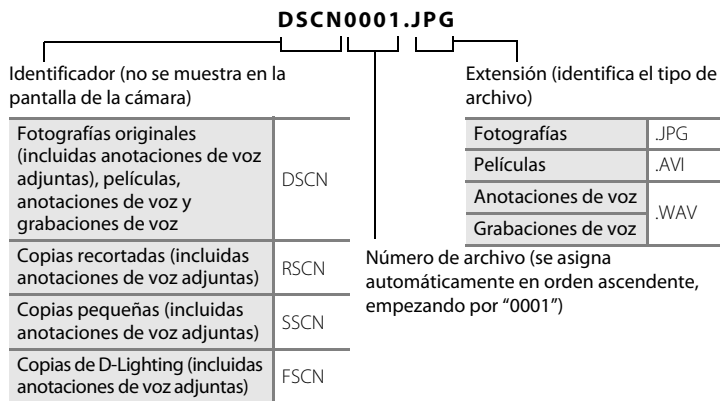 DSCN0001.JPG
Identificador (no se muestra en la
pantalla de la cámara)
Fotografías originales
(incluidas anotaciones de voz
adjuntas), películas,
anotaciones de voz y
grabaciones de voz
DSCN
Copias recortadas (incluidas
anotaciones de voz adjuntas)
RSCN
Copias pequeñas (incluidas
anotaciones de voz adjuntas)
SSCN
Copias de D-Lighting (incluidas
anotaciones de voz adjuntas)
FSCN
Extensión (identifica el tipo de
archivo)
Fotografías
.JPG
Películas
.AVI
Anotaciones de voz
Grabaciones de voz
.WAV
Número de archivo (se asigna
automáticamente en orden ascendente,
empezando por “0001”)